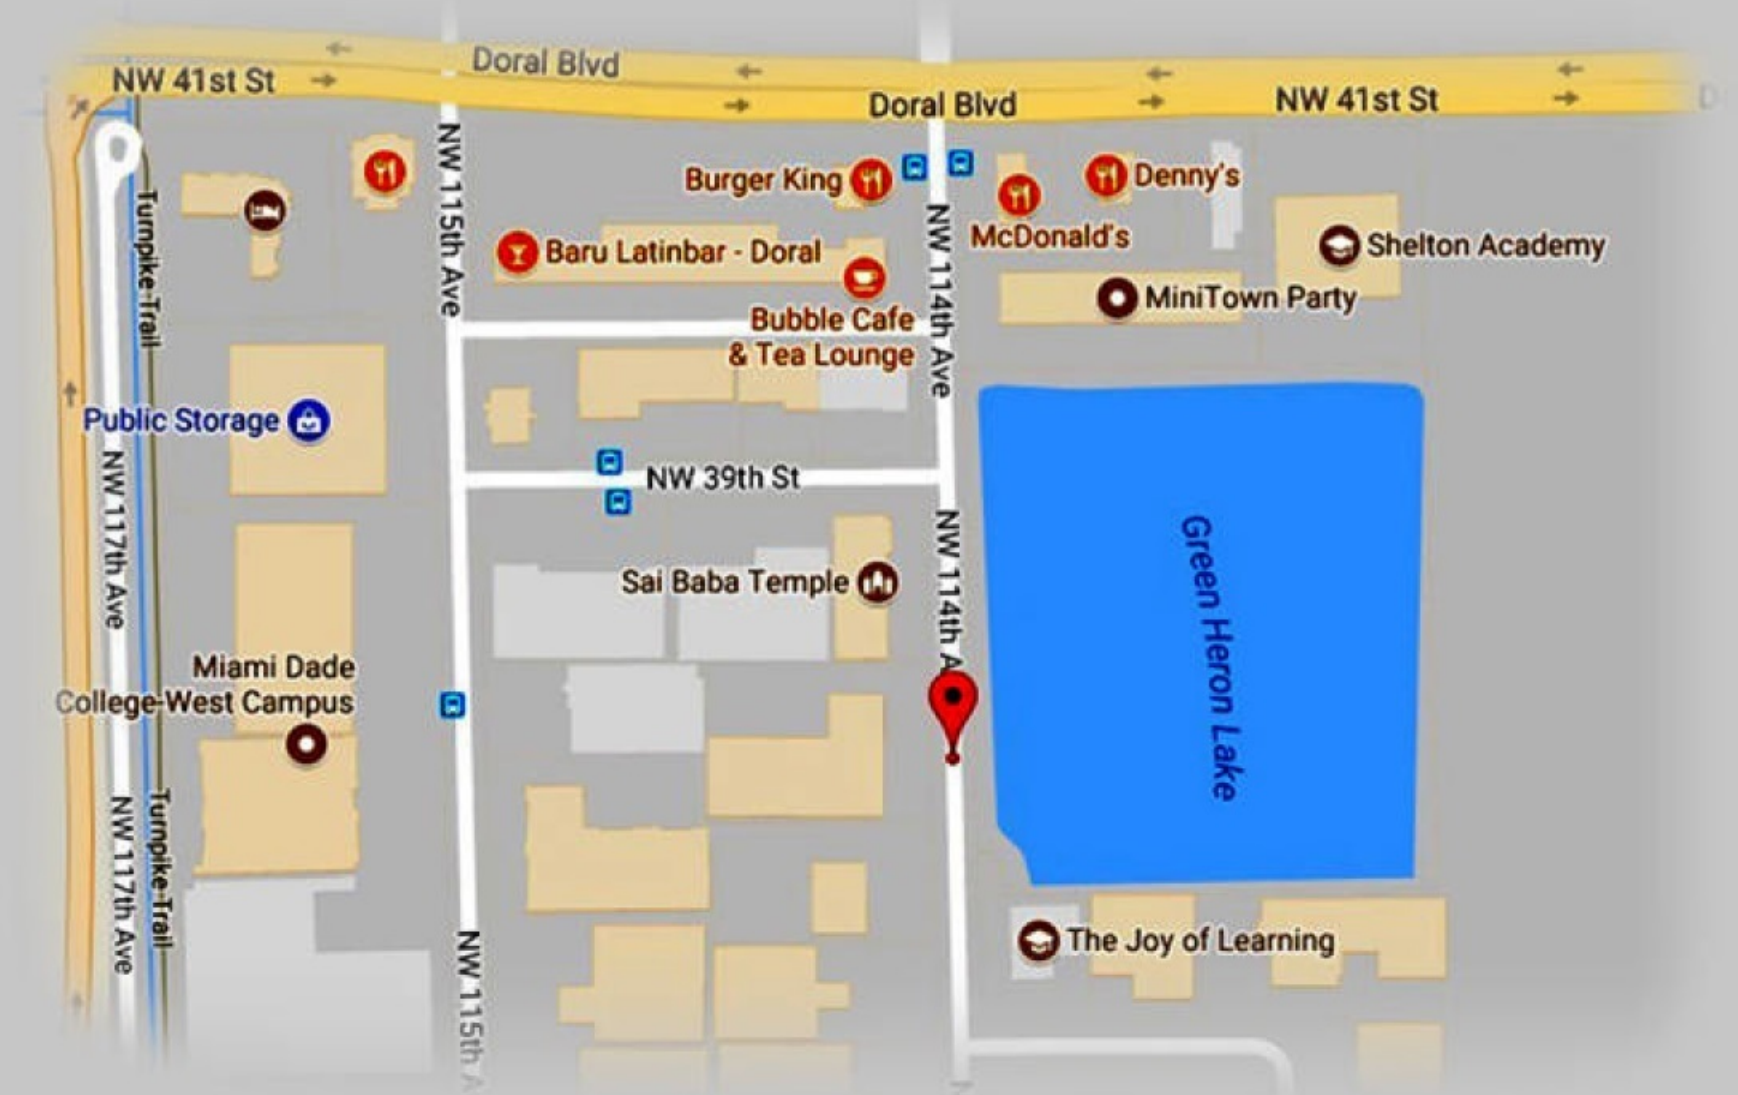 Doral Blvd
NW 41st St
Doral Blvd
NW 41st St
D
NW 115th Ave
Burger King
Denny's
Turnpike Trail
NW 114th Ave
McDonald's
Baru Latinbar - Doral
Shelton Academy
MiniTown Party
Bubble Cafe
& Tea Lounge
Public Storage
NW 117th Ave
NW 39th St
Green Heron Lake
NW 114th A
Sai Baba Temple
Miami Dade
College-West Campus
NW 117th Ave
Turnpike Trail
NW 115th A
The Joy of Learning